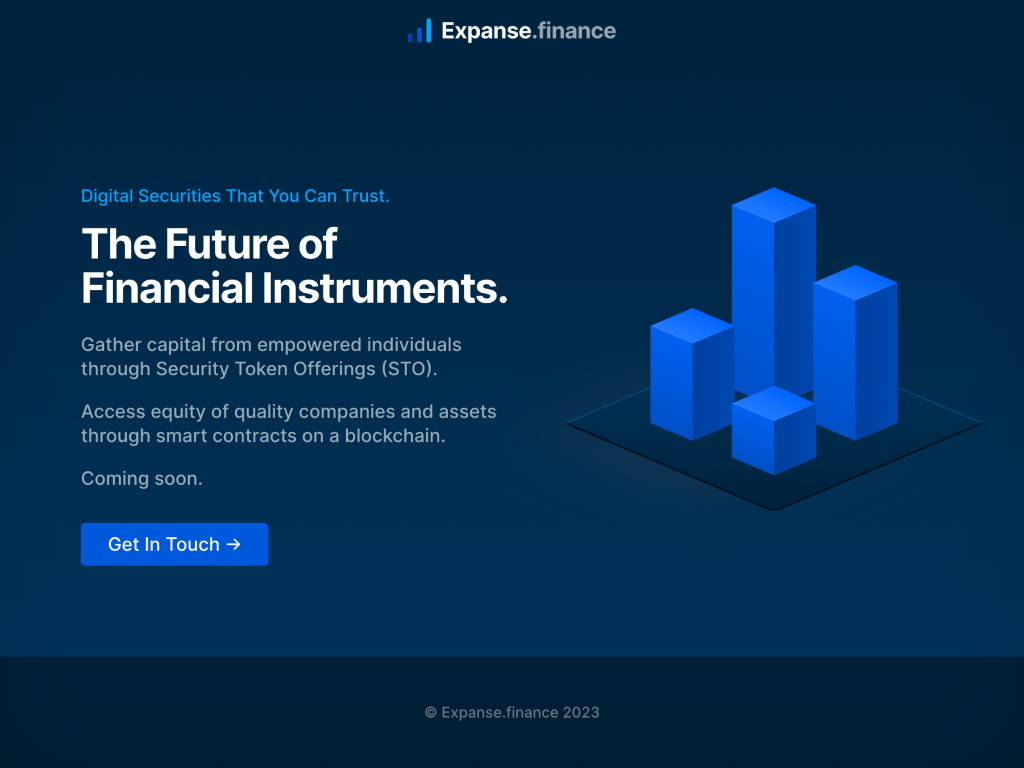 Expanse.finance
Digital Securities That You Can Trust.
The Future of
Financial Instruments.
Gather capital from empowered individuals
through Security Token Offerings (STO).
Access equity of quality companies and assets
through smart contracts on a blockchain.
Coming soon.
Get In Touch →
© Expanse.finance 2023